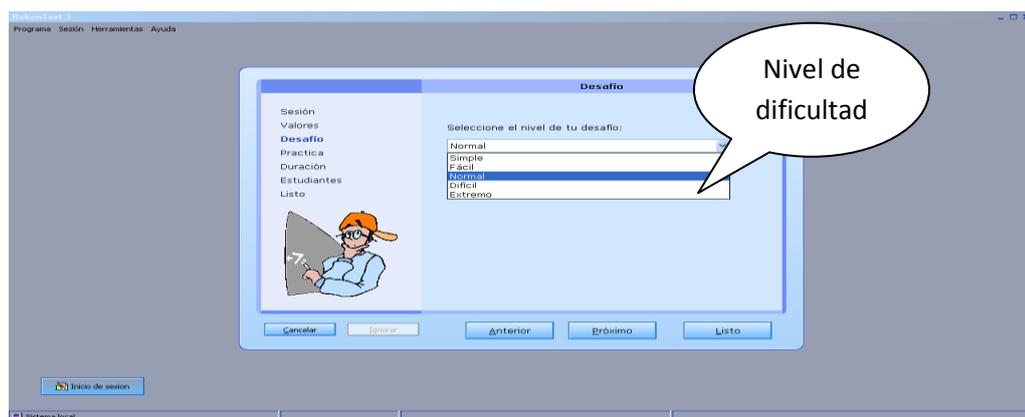 RekenTest 3
Programa Sesión Herramientas Ayuda
Desafío
Nivel de
dificultad
Sesión
Valores
Desafío
Practica
Duración
Estudiantes
Listo
Seleccione el nivel de tu desafío:
Normal
Simple
Fácil
Normal
Difícil
Extremo
-7
Cancelar
Ignorar
Anterior
Próximo
Listo
Inicio de sesion
Sistema local